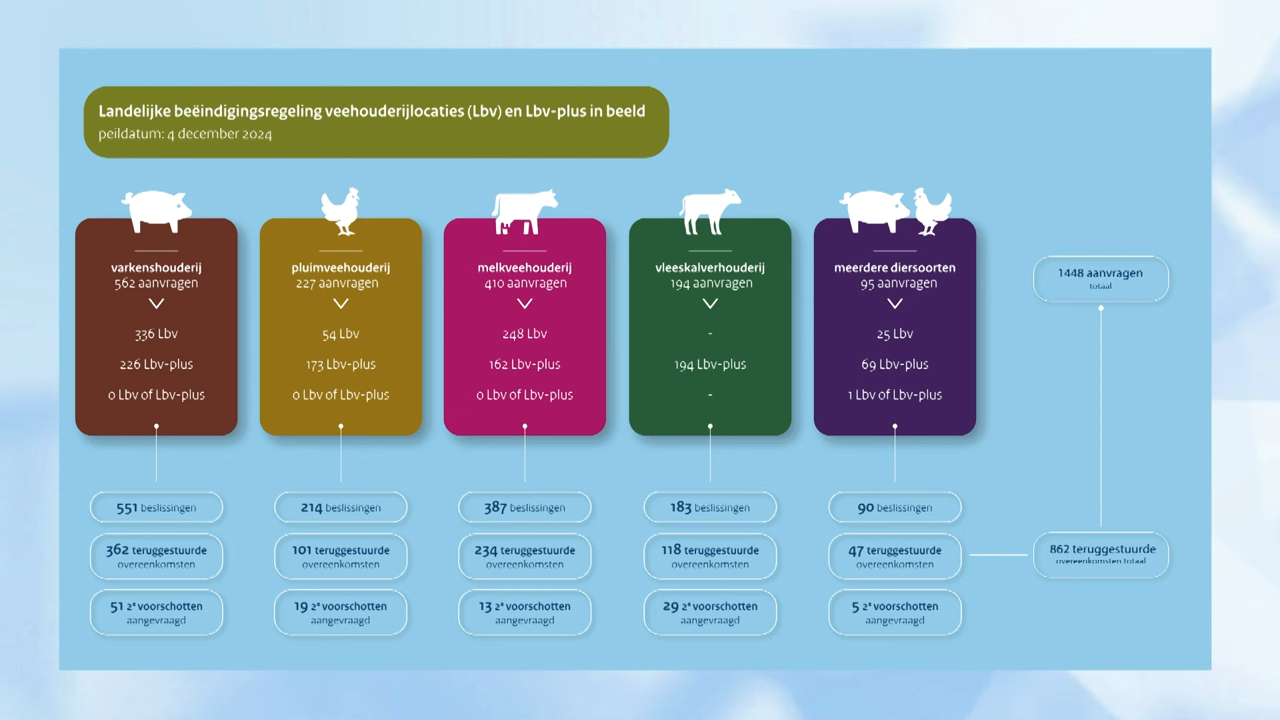 Landelijke beëindigingsregeling veehouderijlocaties (Lbv) en Lbv-plus in beeld
peildatum: 4 december 2024
varkenshouderij
562 aanvragen
336 Lbv
226 Lbv-plus
0 Lbv of Lbv-plus
551 beslissingen
362 teruggestuurde
overeenkomsten
51 2e voorschotten
aangevraagd
pluimveehouderij
227 aanvragen
54 Lbv
173 Lbv-plus
0 Lbv of Lbv-plus
214 beslissingen
101 teruggestuurde
overeenkomsten
19 2e voorschotten
aangevraagd
melkveehouderij
410 aanvragen
248 Lbv
162 Lbv-plus
0 Lbv of Lbv-plus
387 beslissingen
234 teruggestuurde
overeenkomsten
13 2e voorschotten
aangevraagd
vleeskalverhouderij
194 aanvragen
-
194 Lbv-plus
-
183 beslissingen
118 teruggestuurde
overeenkomsten
29 2e voorschotten
aangevraagd
meerdere diersoorten
95 aanvragen
25 Lbv
69 Lbv-plus
1 Lbv of Lbv-plus
90 beslissingen
47 teruggestuurde
overeenkomsten
5 2e voorschotten
aangevraagd
1448 aanvragen
totaal
862 teruggestuurde
overeenkomsten totaal